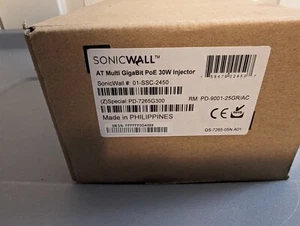 SONICWALL
AT Multi GigaBit PoE 30W Injector
SonicWall #: 01-SSC-2450
(Z)Special:PD-7265G300
RM: PD-9001-25GR/AC
Made in PHILIPPINES